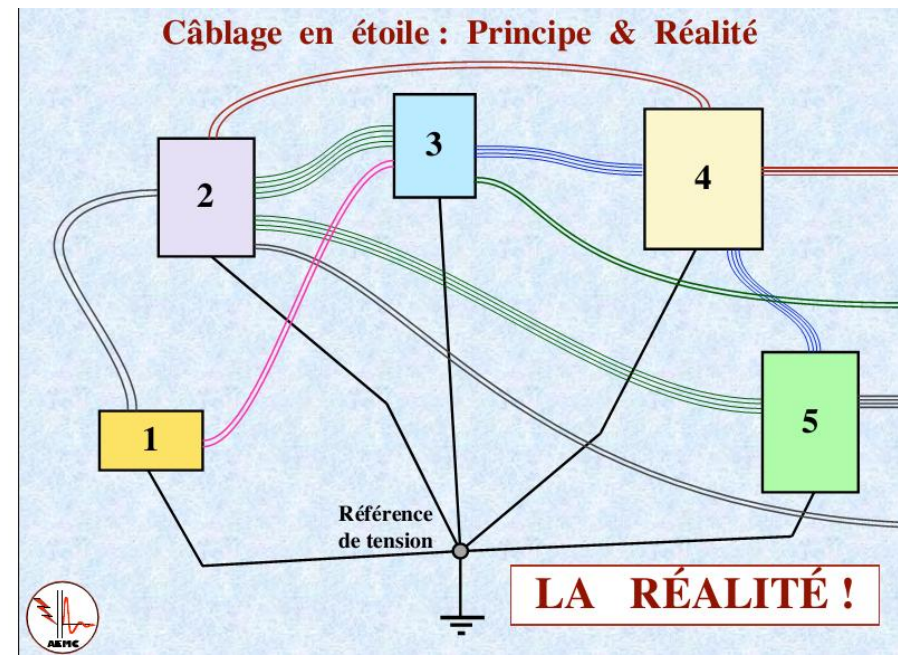 Câblage en étoile : Principe & Réalité
3
4
2
5
1
Référence
de tension
LA RÉALITÉ !
AEMC